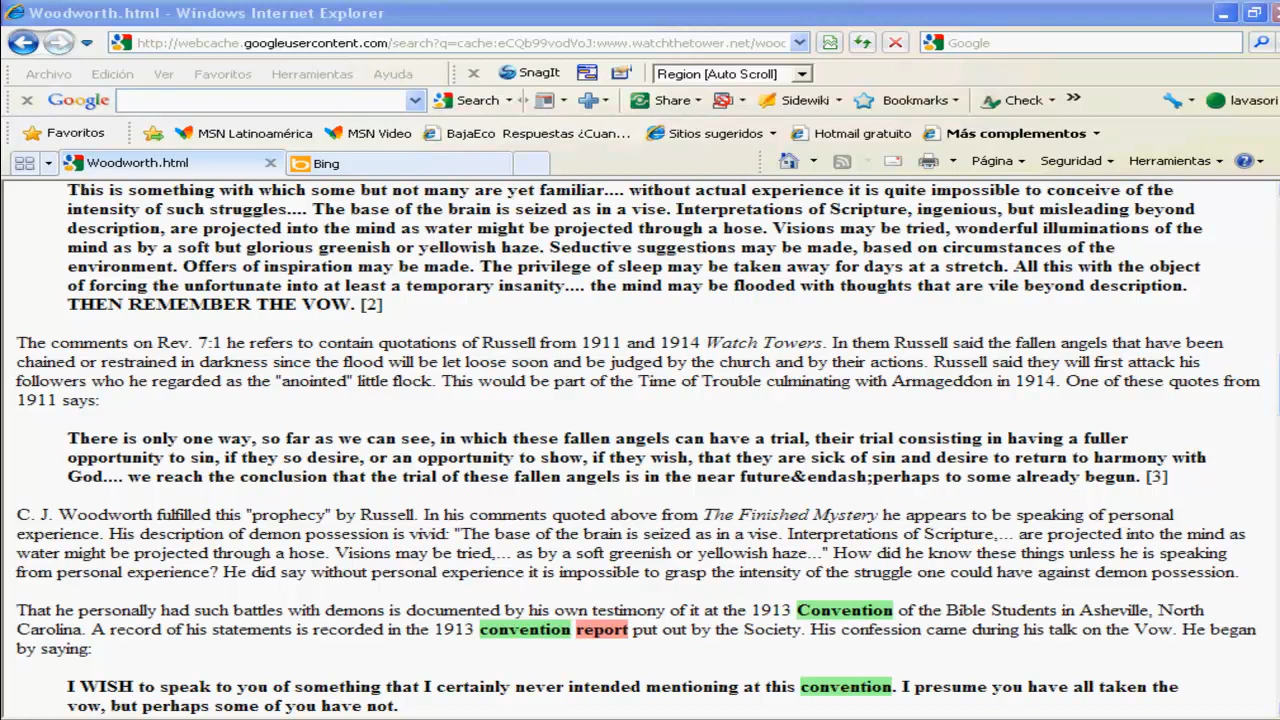 Woodworth.html - Windows Internet Explorer
http://webcache.googleusercontent.com/search?q=cache:eCQb99vodVoJ:www.watchthetower.net/wooc
Google
Archivo Edición Ver Favoritos Herramientas Ayuda
SnagIt
Region [Auto Scroll]
Google
Search
Share
Sidewiki
Bookmarks
Check
lavasori
Favoritos
MSN Latinoamérica
MSN Video
BajaEco Respuestas ¿Cuan...
Sitios sugeridos
Hotmail gratuito
Más complementos
Woodworth.html
Bing
Página
Seguridad
Herramientas
This is something with which some but not many are yet familiar.... without actual experience it is quite impossible to conceive of the
intensity of such struggles.... The base of the brain is seized as in a vise. Interpretations of Scripture, ingenious, but misleading beyond
description, are projected into the mind as water might be projected through a hose. Visions may be tried, wonderful illuminations of the
mind as by a soft but glorious greenish or yellowish haze. Seductive suggestions may be made, based on circumstances of the
environment. Offers of inspiration may be made. The privilege of sleep may be taken away for days at a stretch. All this with the object
of forcing the unfortunate into at least a temporary insanity.... the mind may be flooded with thoughts that are vile beyond description.
THEN REMEMBER THE VOW. [2]
The comments on Rev. 7:1 he refers to contain quotations of Russell from 1911 and 1914 Watch Towers. In them Russell said the fallen angels that have been
chained or restrained in darkness since the flood will be let loose soon and be judged by the church and by their actions. Russell said they will first attack his
followers who he regarded as the "anointed" little flock. This would be part of the Time of Trouble culminating with Armageddon in 1914. One of these quotes from
1911 says:
There is only one way, so far as we can see, in which these fallen angels can have a trial, their trial consisting in having a fuller
opportunity to sin, if they so desire, or an opportunity to show, if they wish, that they are sick of sin and desire to return to harmony with
God.... we reach the conclusion that the trial of these fallen angels is in the near future&endash;perhaps to some already begun. [3]
C. J. Woodworth fulfilled this "prophecy" by Russell. In his comments quoted above from The Finished Mystery he appears to be speaking of personal
experience. His description of demon possession is vivid: "The base of the brain is seized as in a vise. Interpretations of Scripture,... are projected into the mind as
water might be projected through a hose. Visions may be tried,... as by a soft greenish or yellowish haze..." How did he know these things unless he is speaking
from personal experience? He did say without personal experience it is impossible to grasp the intensity of the struggle one could have against demon possession.
That he personally had such battles with demons is documented by his own testimony of it at the 1913 Convention of the Bible Students in Asheville, North
Carolina. A record of his statements is recorded in the 1913 convention report put out by the Society. His confession came during his talk on the Vow. He began
by saying:
I WISH to speak to you of something that I certainly never intended mentioning at this convention. I presume you have all taken the
vow, but perhaps some of you have not.